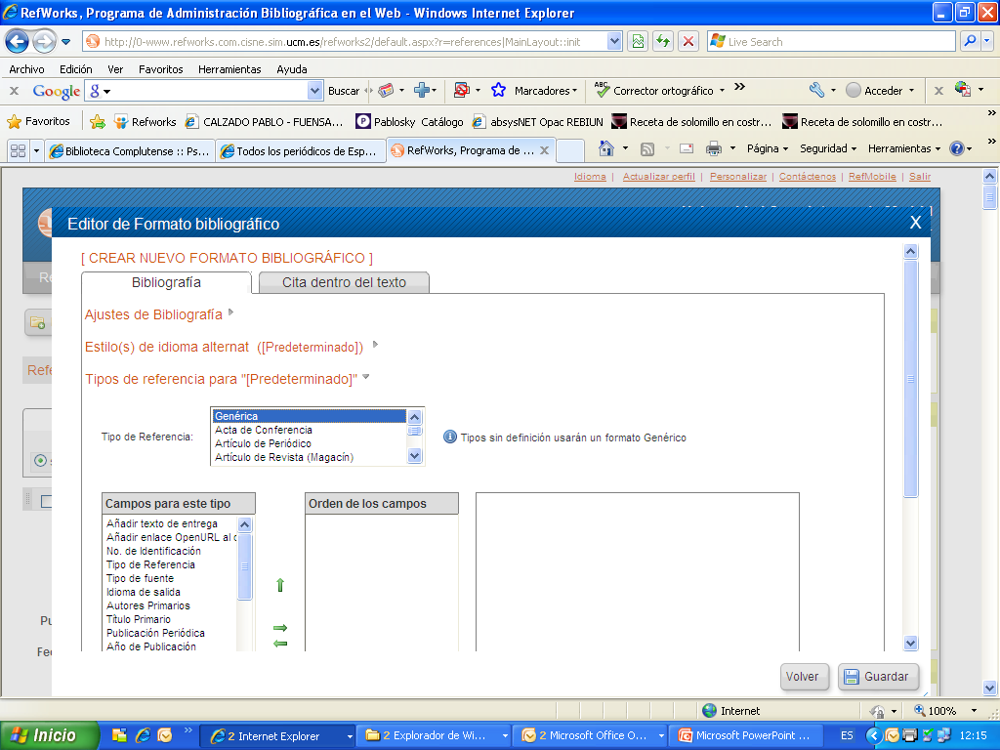 RefWorks, Programa de Administración Bibliográfica en el Web - Windows Internet Explorer
http://0-www.refworks.com.cisne.sim.ucm.es/refworks2/default.aspx?r=references|MainLayout::init
Live Search
Archivo Edición Ver Favoritos Herramientas Ayuda
x Google g Buscar Marcadores ABC Corrector ortográfico » Acceder x
Favoritos Refworks CALZADO PABLO - FUENSA... Pablosky Catálogo absysNET Opac REBIUN Receta de solomillo en costr... Receta de solomillo en costr... »
Biblioteca Complutense :: Ps... Todos los periódicos de Esp... RefWorks, Programa de ... X Página Seguridad Herramientas »
Idioma | Actualizar perfil | Personalizar | Contáctenos | RefMobile | Salir
Editor de Formato bibliográfico X
[ CREAR NUEVO FORMATO BIBLIOGRÁFICO ]
Bibliografía Cita dentro del texto
Ajustes de Bibliografía
Estilo(s) de idioma alternat ([Predeterminado])
Tipos de referencia para "[Predeterminado]"
Tipo de Referencia:
Genérica
Acta de Conferencia
Artículo de Periódico
Artículo de Revista (Magacín)
Tipos sin definición usarán un formato Genérico
Campos para este tipo
Añadir texto de entrega
Añadir enlace OpenURL al
No. de Identificación
Tipo de Referencia
Tipo de fuente
Idioma de salida
Autores Primarios
Título Primario
Publicación Periódica
Año de Publicación
Orden de los campos
Volver Guardar
Internet 100%
Inicio » 2 Internet Explorer 2 Explorador de Wi... 2 Microsoft Office O... Microsoft PowerPoint ... ES 12:15